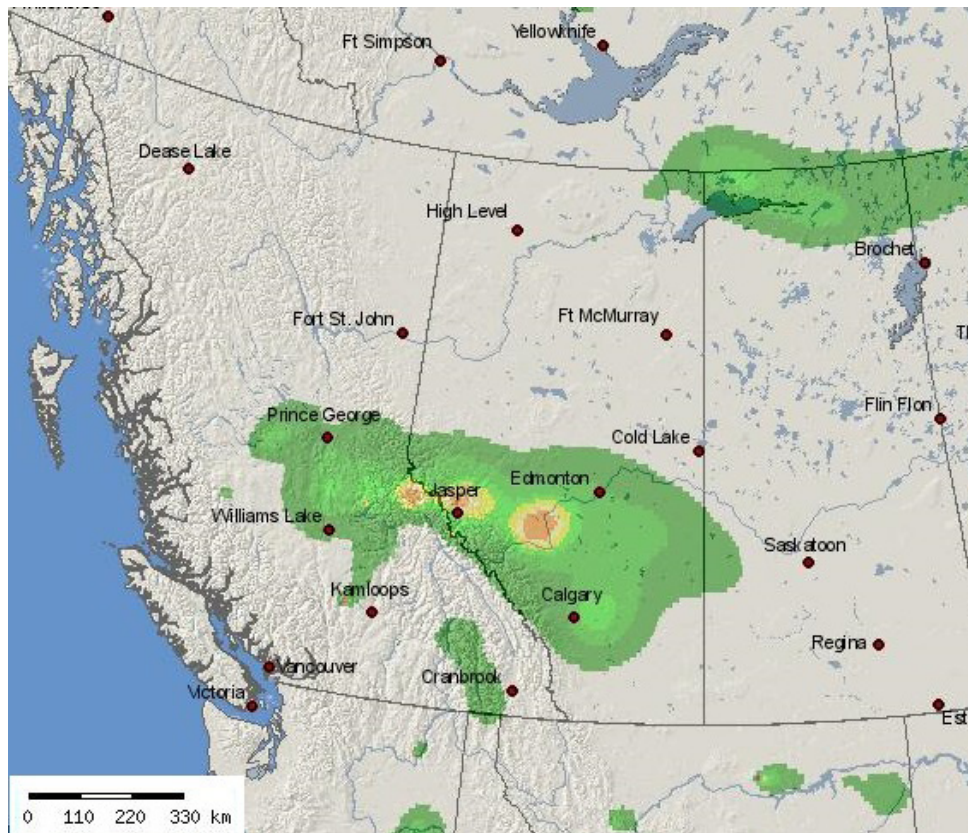 Yellowknife
Ft Simpson
Dease Lake
High Level
Brochet
Fort St. John
Ft McMurray
Flin Flon
Prince George
Cold Lake
Jasper
Edmonton
Williams Lake
Saskatoon
Kamloops
Calgary
Regina
Vancouver
Cranbrook
Victoria
Est
0 110 220 330 km